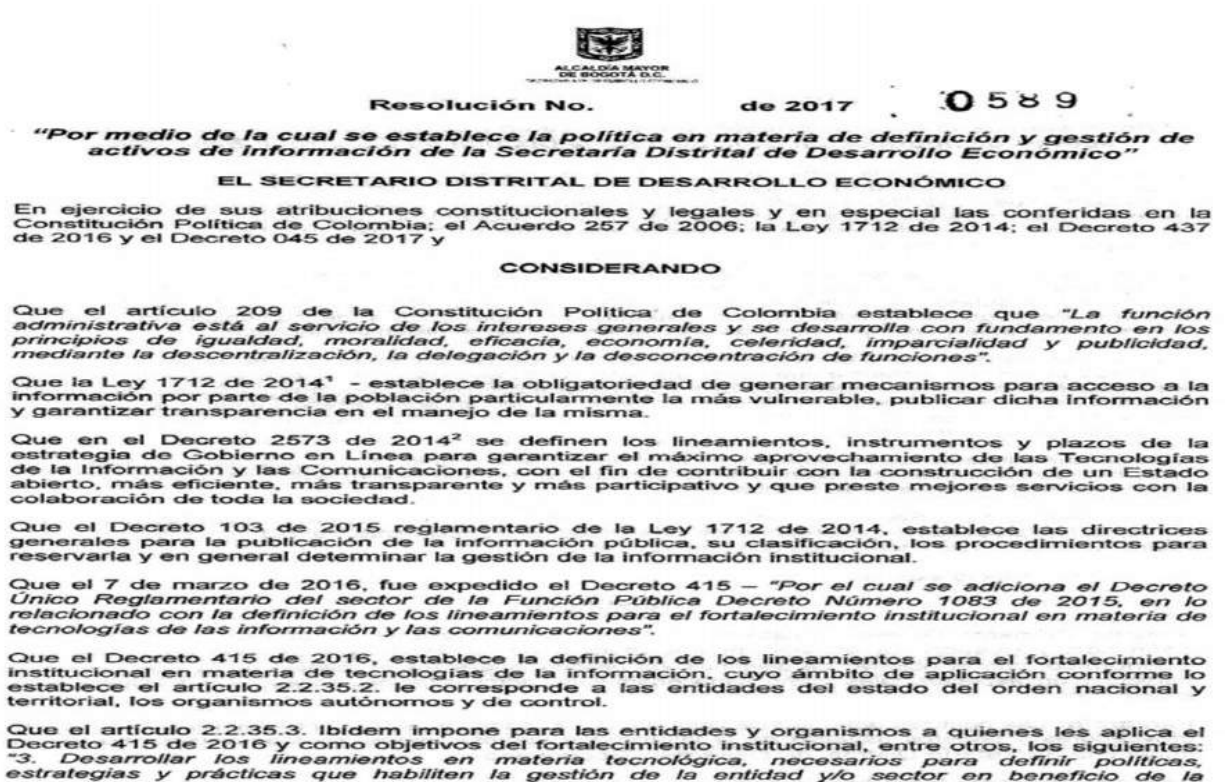 ALCALDÍA MAYOR
DE BOGOTÁ D.C.
Resolución No. de 2017 0589
"Por medio de la cual se establece la política en materia de definición y gestión de
activos de información de la Secretaría Distrital de Desarrollo Económico"
EL SECRETARIO DISTRITAL DE DESARROLLO ECONÓMICO
En ejercicio de sus atribuciones constitucionales y legales y en especial las conferidas en la
Constitución Política de Colombia; el Acuerdo 257 de 2006; la Ley 1712 de 2014; el Decreto 437
de 2016 y el Decreto 045 de 2017 y
CONSIDERANDO
Que el artículo 209 de la Constitución Política de Colombia establece que "La función
administrativa está al servicio de los intereses generales y se desarrolla con fundamento en los
principios de igualdad, moralidad, eficacia, economía, celeridad, imparcialidad y publicidad,
mediante la descentralización, la delegación y la desconcentración de funciones".
Que la Ley 1712 de 2014¹ - establece la obligatoriedad de generar mecanismos para acceso a la
información por parte de la población particularmente la más vulnerable, publicar dicha información
y garantizar transparencia en el manejo de la misma.
Que en el Decreto 2573 de 2014² se definen los lineamientos, instrumentos y plazos de la
estrategia de Gobierno en Línea para garantizar el máximo aprovechamiento de las Tecnologías
de la Información y las Comunicaciones, con el fin de contribuir con la construcción de un Estado
abierto, más eficiente, más transparente y más participativo y que preste mejores servicios con la
colaboración de toda la sociedad.
Que el Decreto 103 de 2015 reglamentario de la Ley 1712 de 2014, establece las directrices
generales para la publicación de la información pública, su clasificación, los procedimientos para
reservarla y en general determinar la gestión de la información institucional.
Que el 7 de marzo de 2016, fue expedido el Decreto 415 – "Por el cual se adiciona el Decreto
Único Reglamentario del sector de la Función Pública Decreto Número 1083 de 2015, en lo
relacionado con la definición de los lineamientos para el fortalecimiento institucional en materia de
tecnologías de las información y las comunicaciones".
Que el Decreto 415 de 2016, establece la definición de los lineamientos para el fortalecimiento
institucional en materia de tecnologías de la información, cuyo ámbito de aplicación conforme lo
establece el artículo 2.2.35.2. le corresponde a las entidades del estado del orden nacional y
territorial, los organismos autónomos y de control.
Que el artículo 2.2.35.3. Ibídem impone para las entidades y organismos a quienes les aplica el
Decreto 415 de 2016 y como objetivos del fortalecimiento institucional, entre otros, los siguientes:
"3. Desarrollar los lineamientos en materia tecnológica, necesarios para definir políticas,
estrategias y prácticas que habiliten la gestión de la entidad y/o sector en beneficio de la